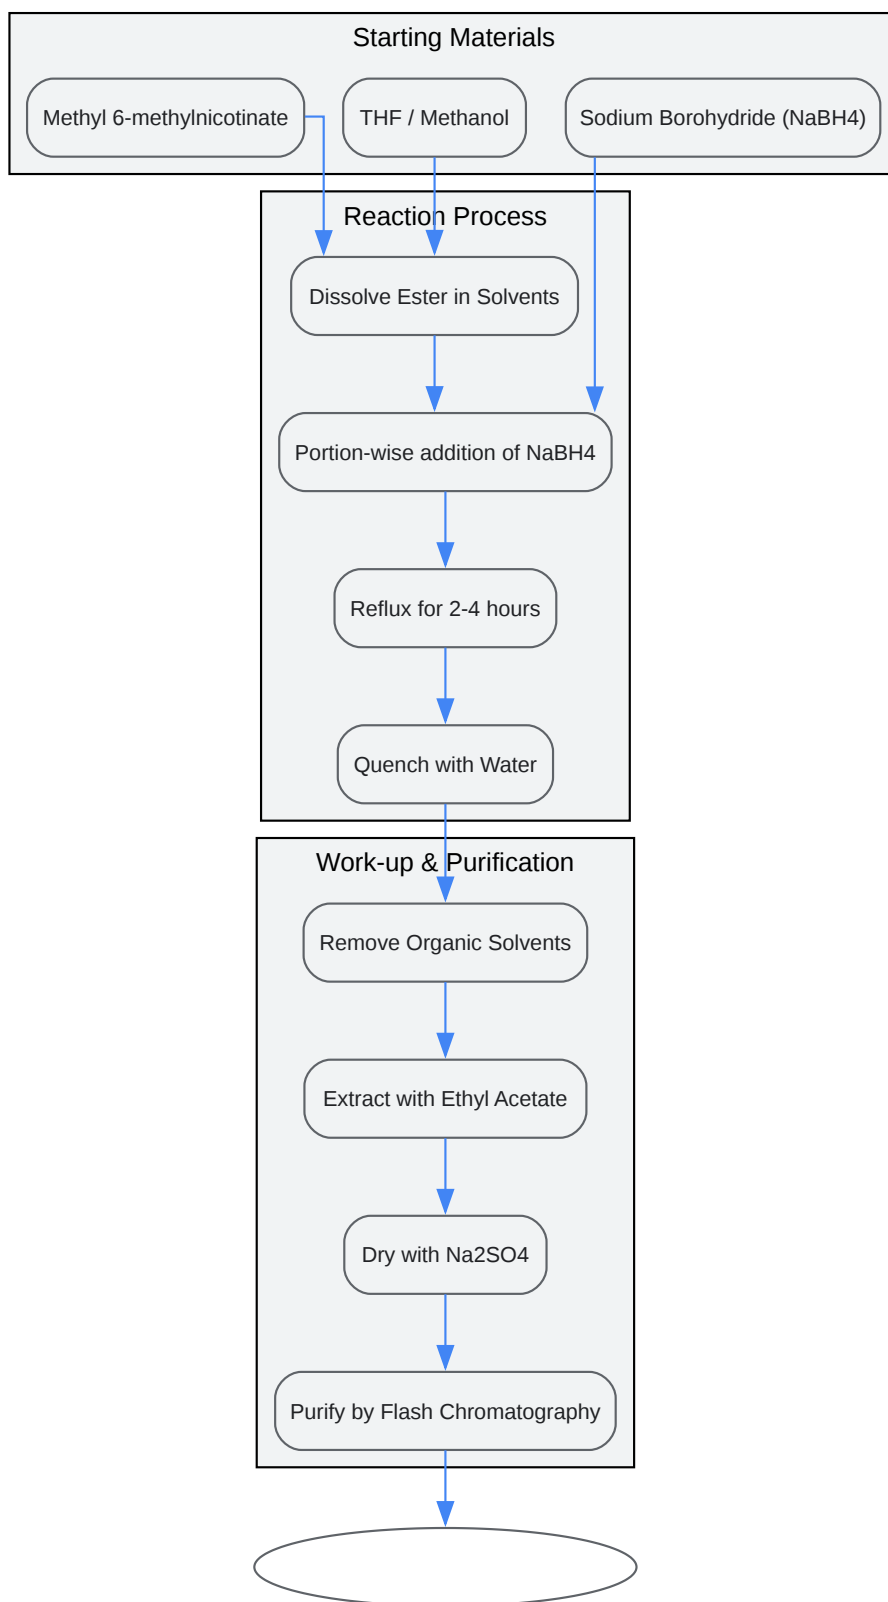 Starting Materials
Methyl 6-methylnicotinate
THF / Methanol
Sodium Borohydride (NaBH4)
Reaction Process
Dissolve Ester in Solvents
Portion-wise addition of NaBH4
Reflux for 2-4 hours
Quench with Water
Work-up & Purification
Remove Organic Solvents
Extract with Ethyl Acetate
Dry with Na2SO4
Purify by Flash Chromatography